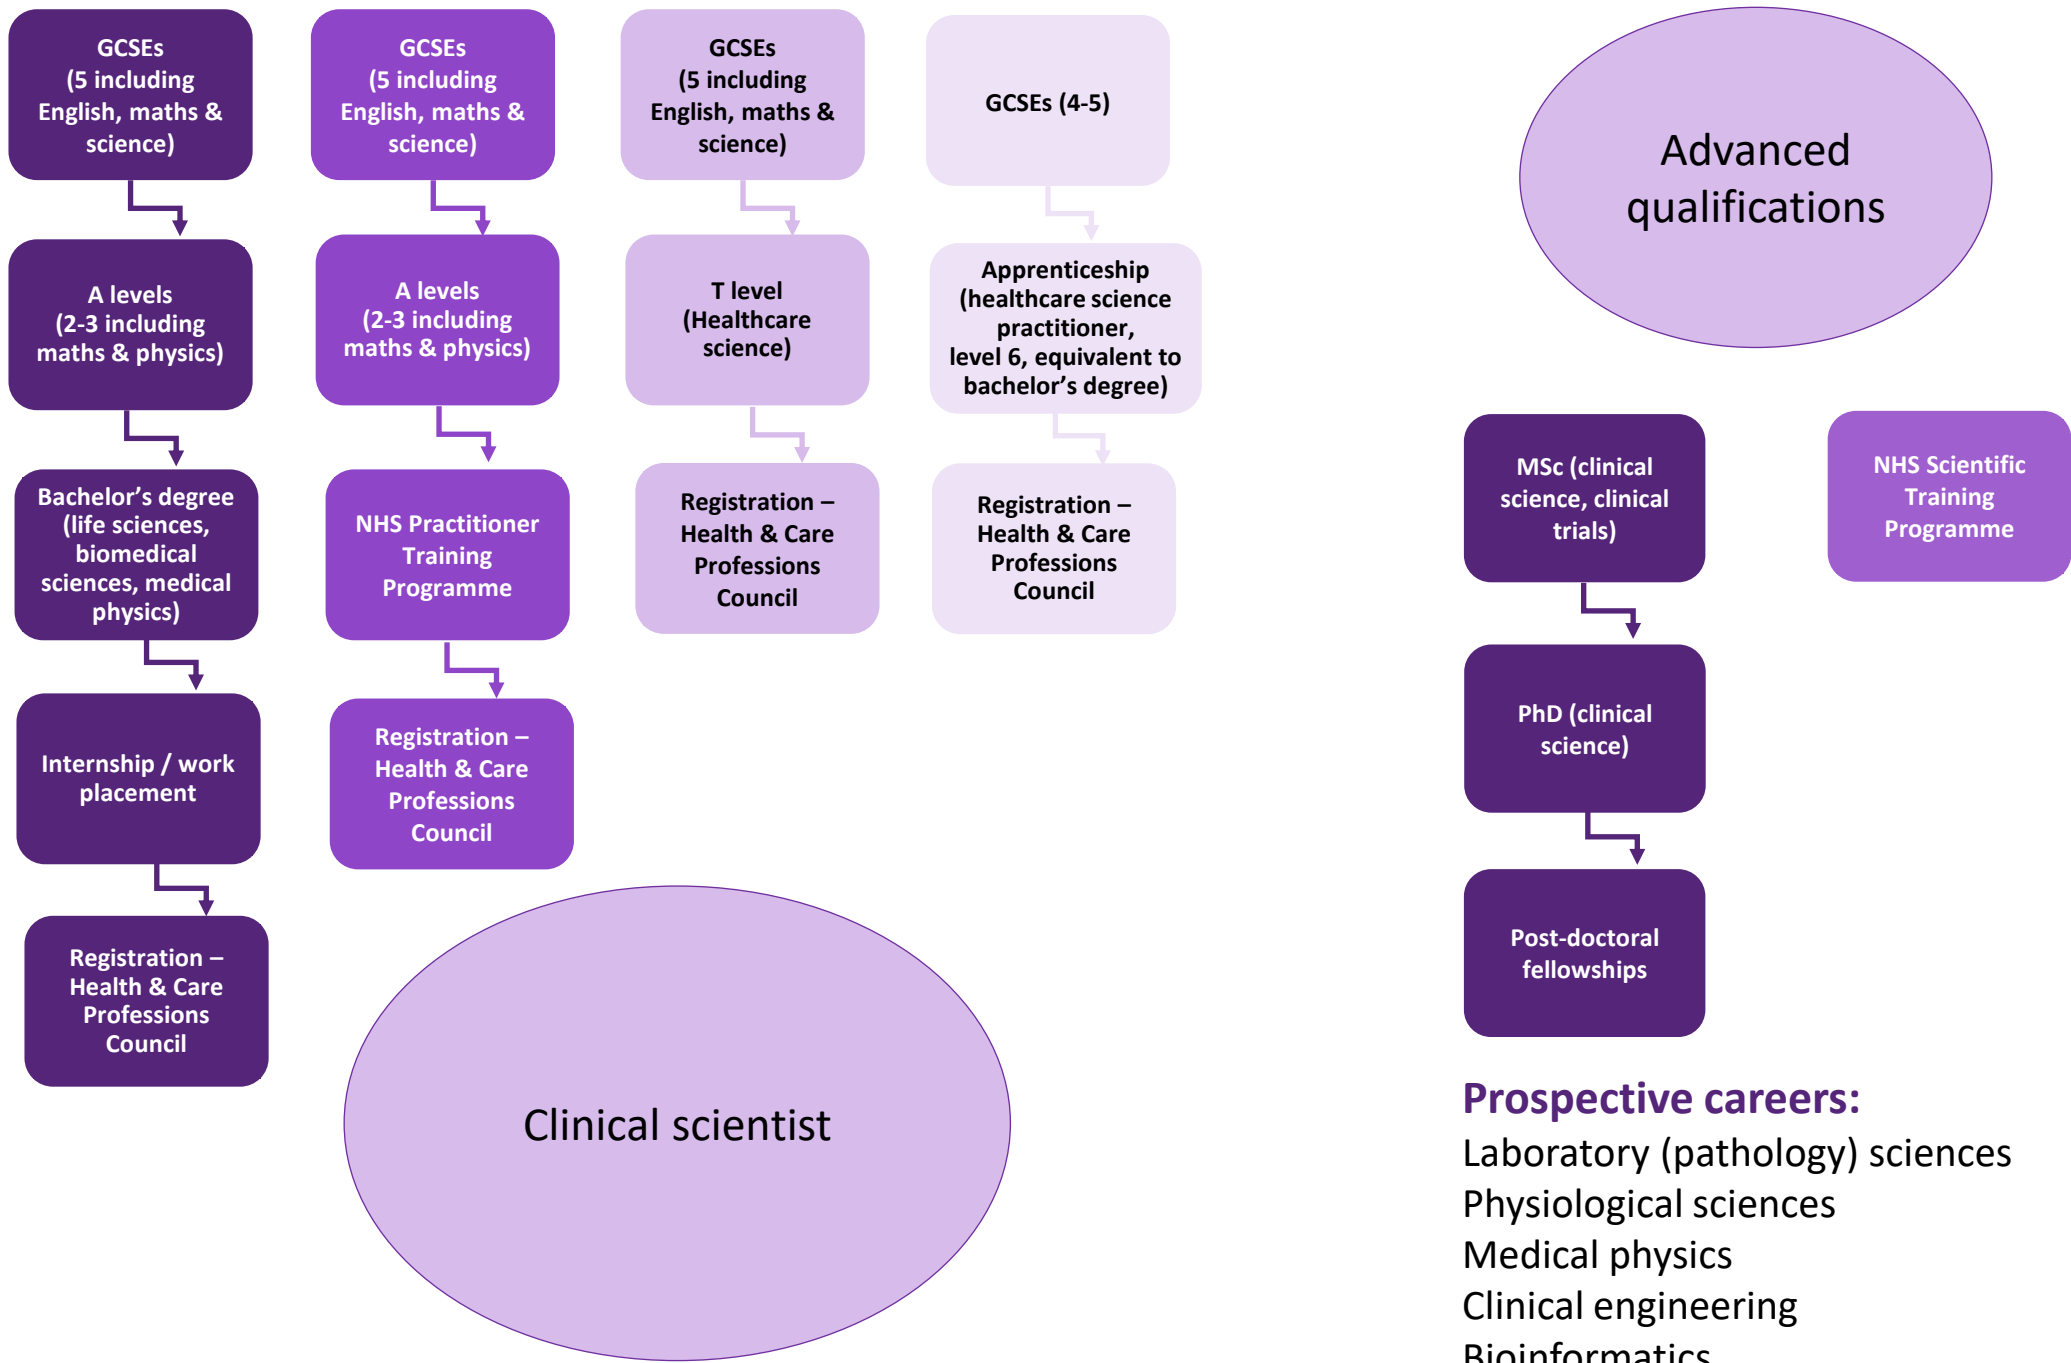 GCSEs
(5 including
English, maths &
science)
A levels
(2-3 including
maths & physics)
Bachelor’s degree
(life sciences,
biomedical
sciences, medical
physics)
Internship / work
placement
Registration –
Health & Care
Professions
Council
GCSEs
(5 including
English, maths &
science)
A levels
(2-3 including
maths & physics)
NHS Practitioner
Training
Programme
Registration –
Health & Care
Professions
Council
GCSEs
(5 including
English, maths &
science)
T level
(Healthcare
science)
Registration –
Health & Care
Professions
Council
GCSEs (4-5)
Apprenticeship
(healthcare science
practitioner,
level 6, equivalent to
bachelor’s degree)
Registration –
Health & Care
Professions
Council
Clinical scientist
Advanced
qualifications
MSc (clinical
science, clinical
trials)
PhD (clinical
science)
Post-doctoral
fellowships
NHS Scientific
Training
Programme
Prospective careers:
Laboratory (pathology) sciences
Physiological sciences
Medical physics
Clinical engineering
Bioinformatics